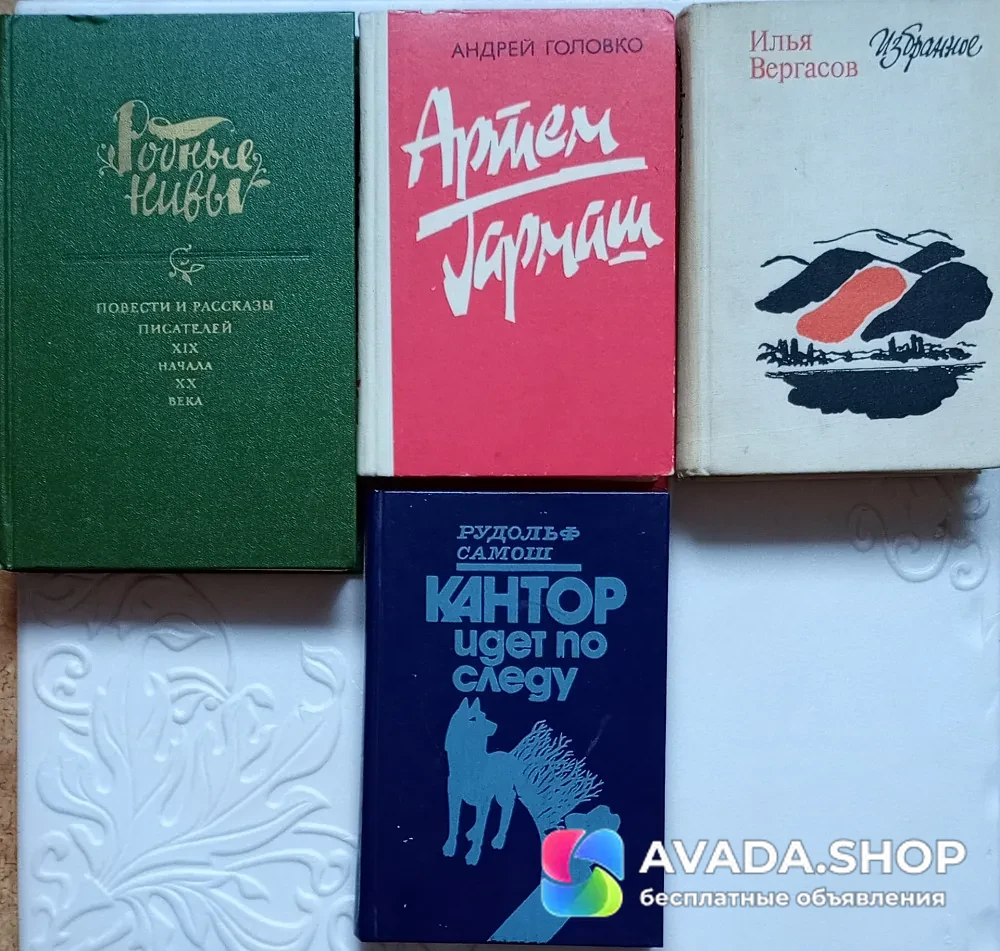 Родные
нивы
ПОВЕСТИ И РАССКАЗЫ
ПИСАТЕЛЕЙ
XIX
НАЧАЛА
XX
ВЕКА
АНДРЕЙ ГОЛОВКО
Артем
Гармаш
Илья
Вергасов
Избранное
РУДОЛЬФ
САМОШ
КАНТОР
идет по
следу
AVADA.SHOP
бесплатные объявления